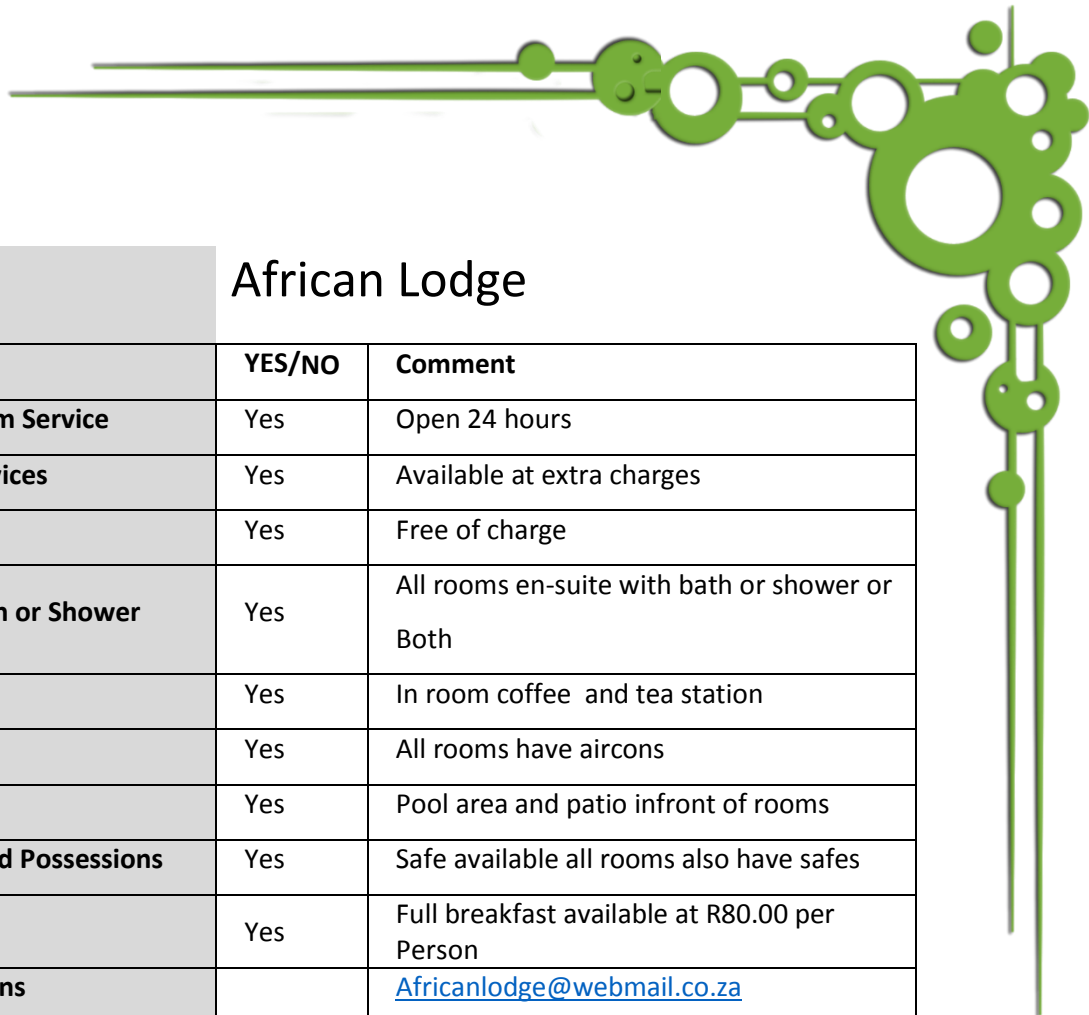 African Lodge
YES/NO Comment
m Service Yes Open 24 hours
vices Yes Available at extra charges
Yes Free of charge
h or Shower Yes All rooms en-suite with bath or shower or
Both
Yes In room coffee and tea station
Yes All rooms have aircons
Yes Pool area and patio infront of rooms
d Possessions Yes Safe available all rooms also have safes
Yes Full breakfast available at R80.00 per
Person
ns Africanlodge@webmail.co.za